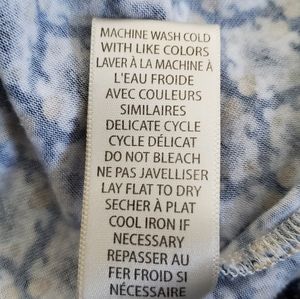 MACHINE WASH COLD
WITH LIKE COLORS
LAVER À LA MACHINE À
L'EAU FROIDE
AVEC COULEURS
SIMILAIRES
DELICATE CYCLE
CYCLE DÉLICAT
DO NOT BLEACH
NE PAS JAVELLISER
LAY FLAT TO DRY
SECHER À PLAT
COOL IRON IF
NECESSARY
REPASSER AU
FER FROID SI
NÉCESSAIRE